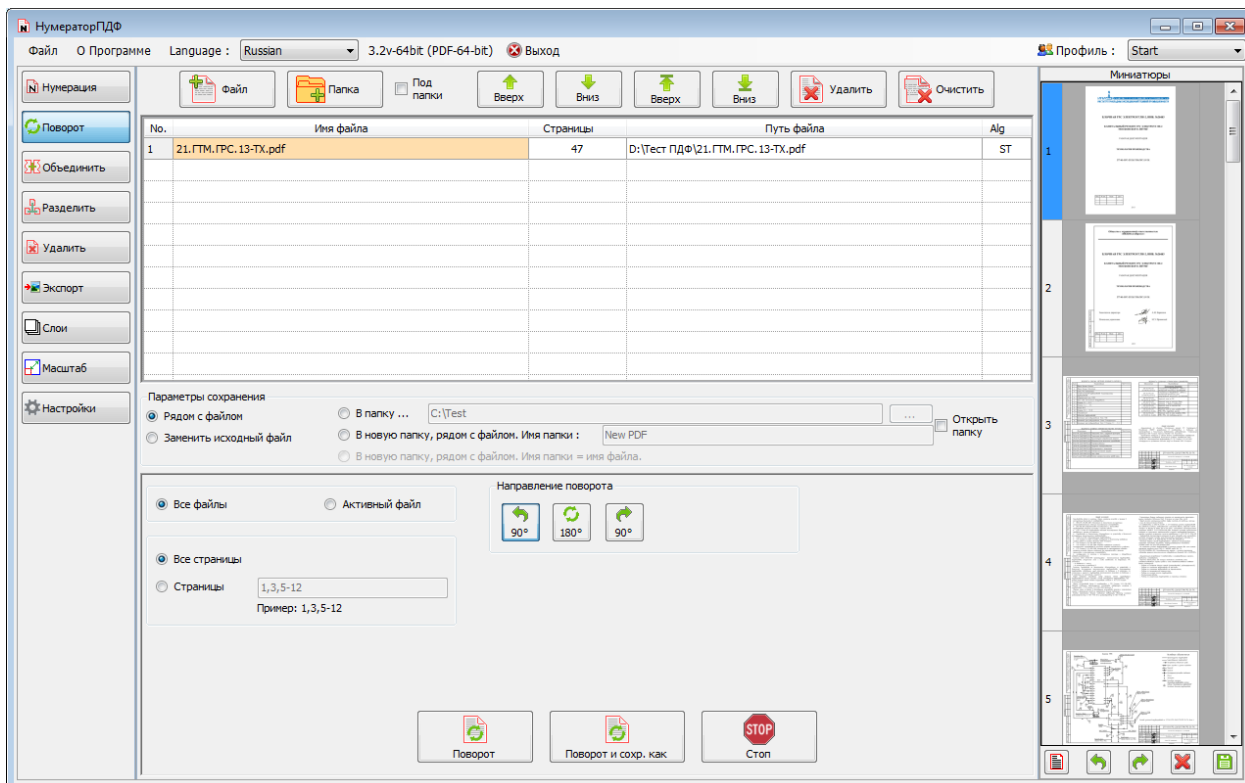 НумераторПДФ
Файл О Программе Language : Russian 3.2v-64bit (PDF-64-bit) Выход Профиль : Start
Нумерация
Поворот
Объединить
Разделить
Удалить
Экспорт
Слои
Масштаб
Настройки
Файл Папка Под папки Вверх Вниз Вверх Вниз Удалить Очистить
No. Имя файла Страницы Путь файла Alg
1 21.ГТМ.ГРС.13-ТХ.pdf 47 D:\Тест ПДФ\21.ГТМ.ГРС.13-ТХ.pdf ST
Параметры сохранения
Рядом с файлом В папку ... C:\Test
Заменить исходный файл В новую папку, рядом с файлом. Имя папки : New PDF
Открыть папку
В новую папку, рядом с файлом. Имя папки = имя файла.
Все файлы Активный файл
Направление поворота
90° 180° 90°
Все страницы
Страницы 1,3,5-12
Пример: 1,3,5-12
Поворот Поворот и сохр. как STOP Стоп
Миниатюры
1
2
3
4
5